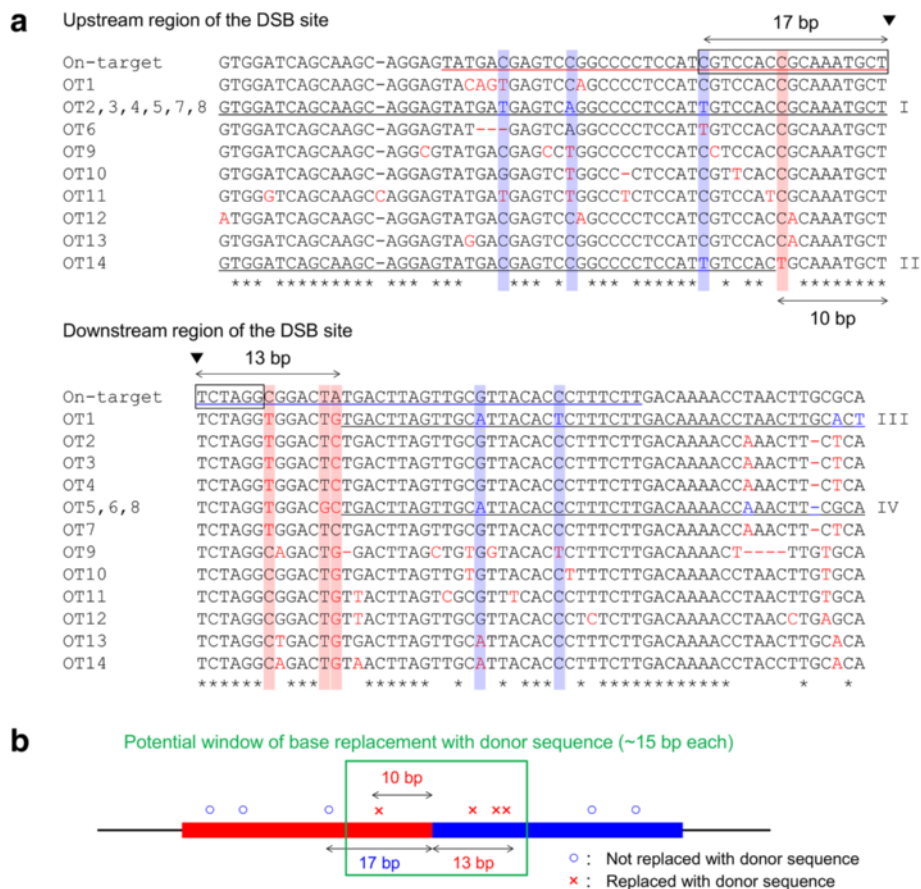 a
Upstream region of the DSB site
17 bp
On-target GTGGATCAGCAAGC-AGGAGTATGACGAGTCCGGCCCCTCCATCGTCCACCGCAAATGCT
OT1 GTGGATCAGCAAGC-AGGAGTACAGTGAGTCCAGCCCCTCCATCGTCCACCGCAAATGCT
OT2,3,4,5,7,8 GTGGATCAGCAAGC-AGGAGTATGATGAGTCAGGCCCCTCCATTGTCCACCGCAAATGCT I
OT6 GTGGATCAGCAAGC-AGGAGTAT---GAGTCAGGCCCCTCCATTGTCCACCGCAAATGCT
OT9 GTGGATCAGCAAGC-AGGCGTATGACGAGCCTGGCCCCTCCATCCTCCACCGCAAATGCT
OT10 GTGGATCAGCAAGC-AGGAGTATGAGGAGTCTGGCC-CTCCATCGTTCACCGCAAATGCT
OT11 GTGGGTCAGCAAGCCAGGAGTATGATGAGTCTGGCCTCTCCATCGTCCATCGCAAATGCT
OT12 ATGGATCAGCAAGC-AGGAGTATGACGAGTCCAGCCCCTCCATCGTCCACCACAAATGCT
OT13 GTGGATCAGCAAGC-AGGAGTAGGACGAGTCCGGCCCCTCCATCGTCCACCACAAATGCT
OT14 GTGGATCAGCAAGC-AGGAGTATGACGAGTCCGGCCCCTCCATTGTCCACTGCAAATGCT II
*** ******** *** *** *** ** *** ****** * ** ********
10 bp
Downstream region of the DSB site
13 bp
On-target TCTAGGCGGACTATGACTTAGTTGCGTTACACCCTTTCTTGACAAAACCTAACTTGCGCA
OT1 TCTAGGTGGACTGTGACTTAGTTGCATTACACTCTTTCTTGACAAAACCTAACTTGCACT III
OT2 TCTAGGTGGACTCTGACTTAGTTGCGTTACACCCTTTCTTGACAAAACCAAACTT-CTCA
OT3 TCTAGGTGGACTCTGACTTAGTTGCGTTACACCCTTTCTTGACAAAACCAAACTT-CTCA
OT4 TCTAGGTGGACTCTGACTTAGTTGCGTTACACCCTTTCTTGACAAAACCAAACTT-CTCA
OT5,6,8 TCTAGGTGGACGCTGACTTAGTTGCATTACACCCTTTCTTGACAAAACCAAACTT-CGCA IV
OT7 TCTAGGTGGACTCTGACTTAGTTGCGTTACACCCTTTCTTGACAAAACCAAACTT-CTCA
OT9 TCTAGGCAGACTG-GACTTAGCTGTGGTACACTCTTTCTTGACAAAACT----TTGTGCA
OT10 TCTAGGCGGACTGTGACTTAGTTGTGTTACACCTTTTCTTGACAAAACCTAACTTGTGCA
OT11 TCTAGGCGGACTGTTACTTAGTCGCGTTTCACCCTTTCTTGACAAAACCTAACTTGTGCA
OT12 TCTAGGCGGACTGTTACTTAGTTGCGTTACACCCTCTCTTGACAAAACCTAACCTGAGCA
OT13 TCTAGGCTGACTGTGACTTAGTTGCATTACACCCTTTCTTGACAAAACCTAACTTGCACA
OT14 TCTAGGCAGACTGTAACTTAGTTGCATTACACCCTTTCTTGACAAAACCTACCTTGCACA
****** *** ****** * * *** * ************ * *
b
Potential window of base replacement with donor sequence (~15 bp each)
10 bp
17 bp
13 bp
: Not replaced with donor sequence
: Replaced with donor sequence